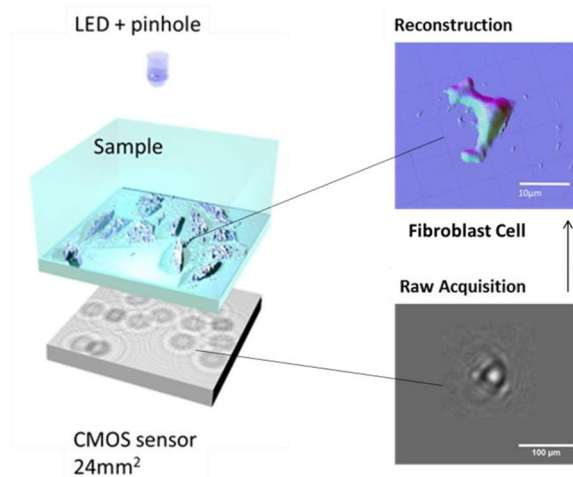 LED + pinhole
Sample
CMOS sensor
24mm²
Reconstruction
10μm
Fibroblast Cell
Raw Acquisition
100 μm